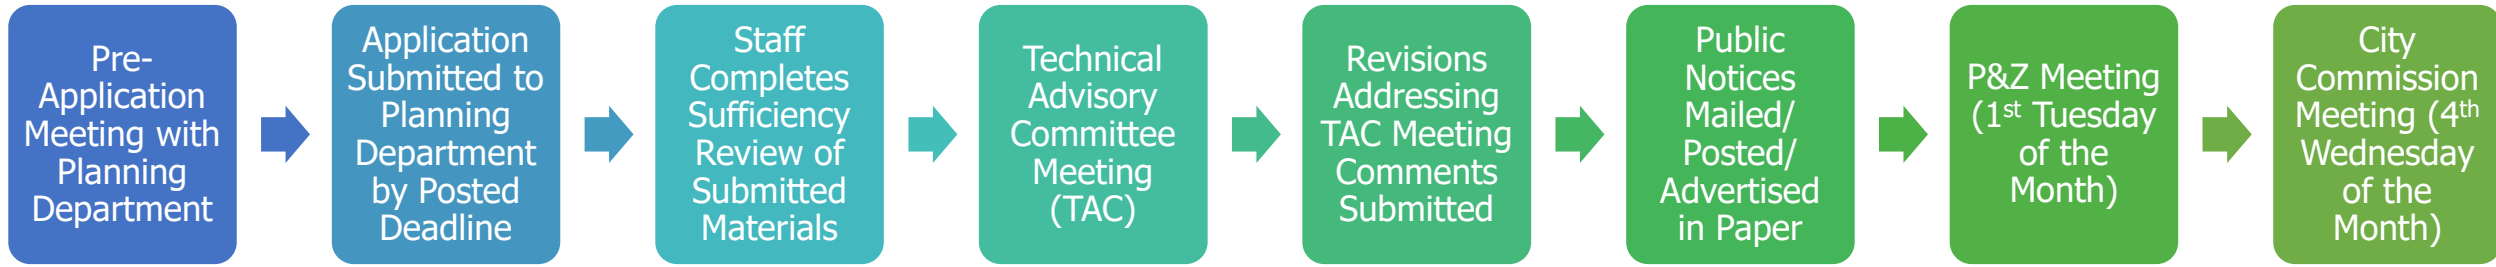 Pre-
Application
Meeting with
Planning
Department
Application
Submitted to
Planning
Department
by Posted
Deadline
Staff
Completes
Sufficiency
Review of
Submitted
Materials
Technical
Advisory
Committee
Meeting
(TAC)
Revisions
Addressing
TAC Meeting
Comments
Submitted
Public
Notices
Mailed/
Posted/
Advertised
in Paper
P&Z Meeting
(1st Tuesday
of the
Month)
City
Commission
Meeting (4th
Wednesday
of the
Month)